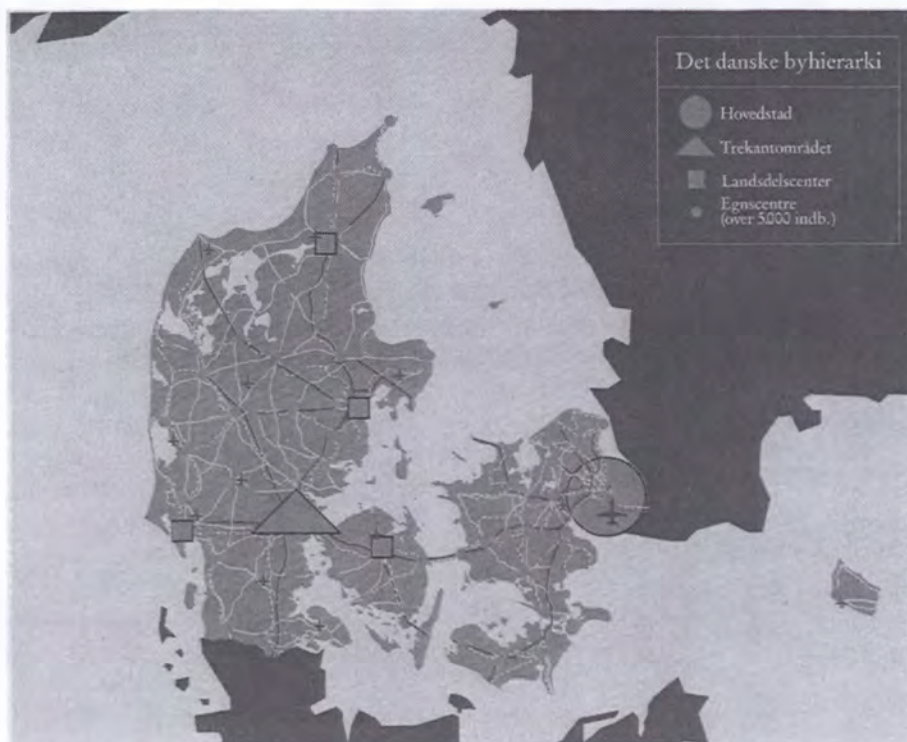 Det danske byhierarki
Hovedstad
Trekantområdet
Landsdelscenter
Egnscentre
(over 5.000 indb.)